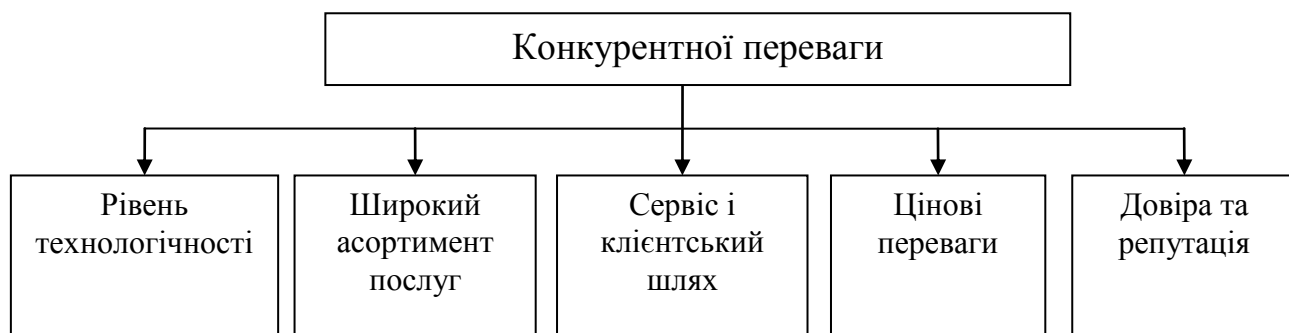 Конкурентної переваги
Рівень
технологічності
Широкий
асортимент
послуг
Сервіс і
клієнтський
шлях
Цінові
переваги
Довіра та
репутація